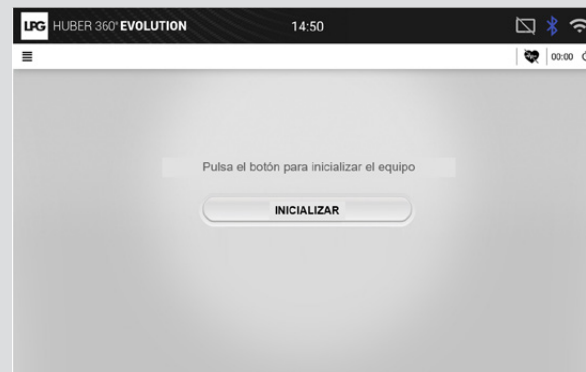 LPG HUBER 360° EVOLUTION 14:50
00:00
Pulsa el botón para inicializar el equipo
INICIALIZAR